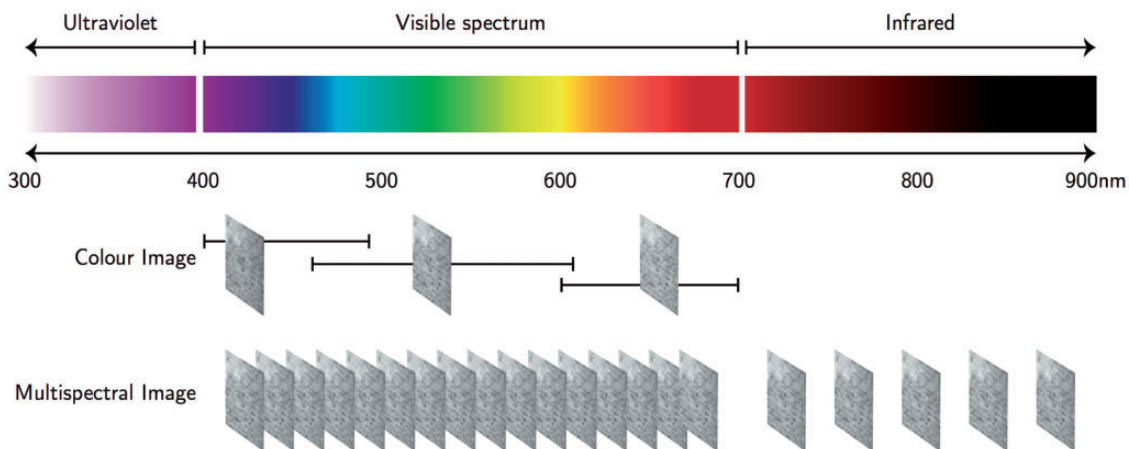 Ultraviolet Visible spectrum Infrared
300 400 500 600 700 800 900nm
Colour Image
Multispectral Image